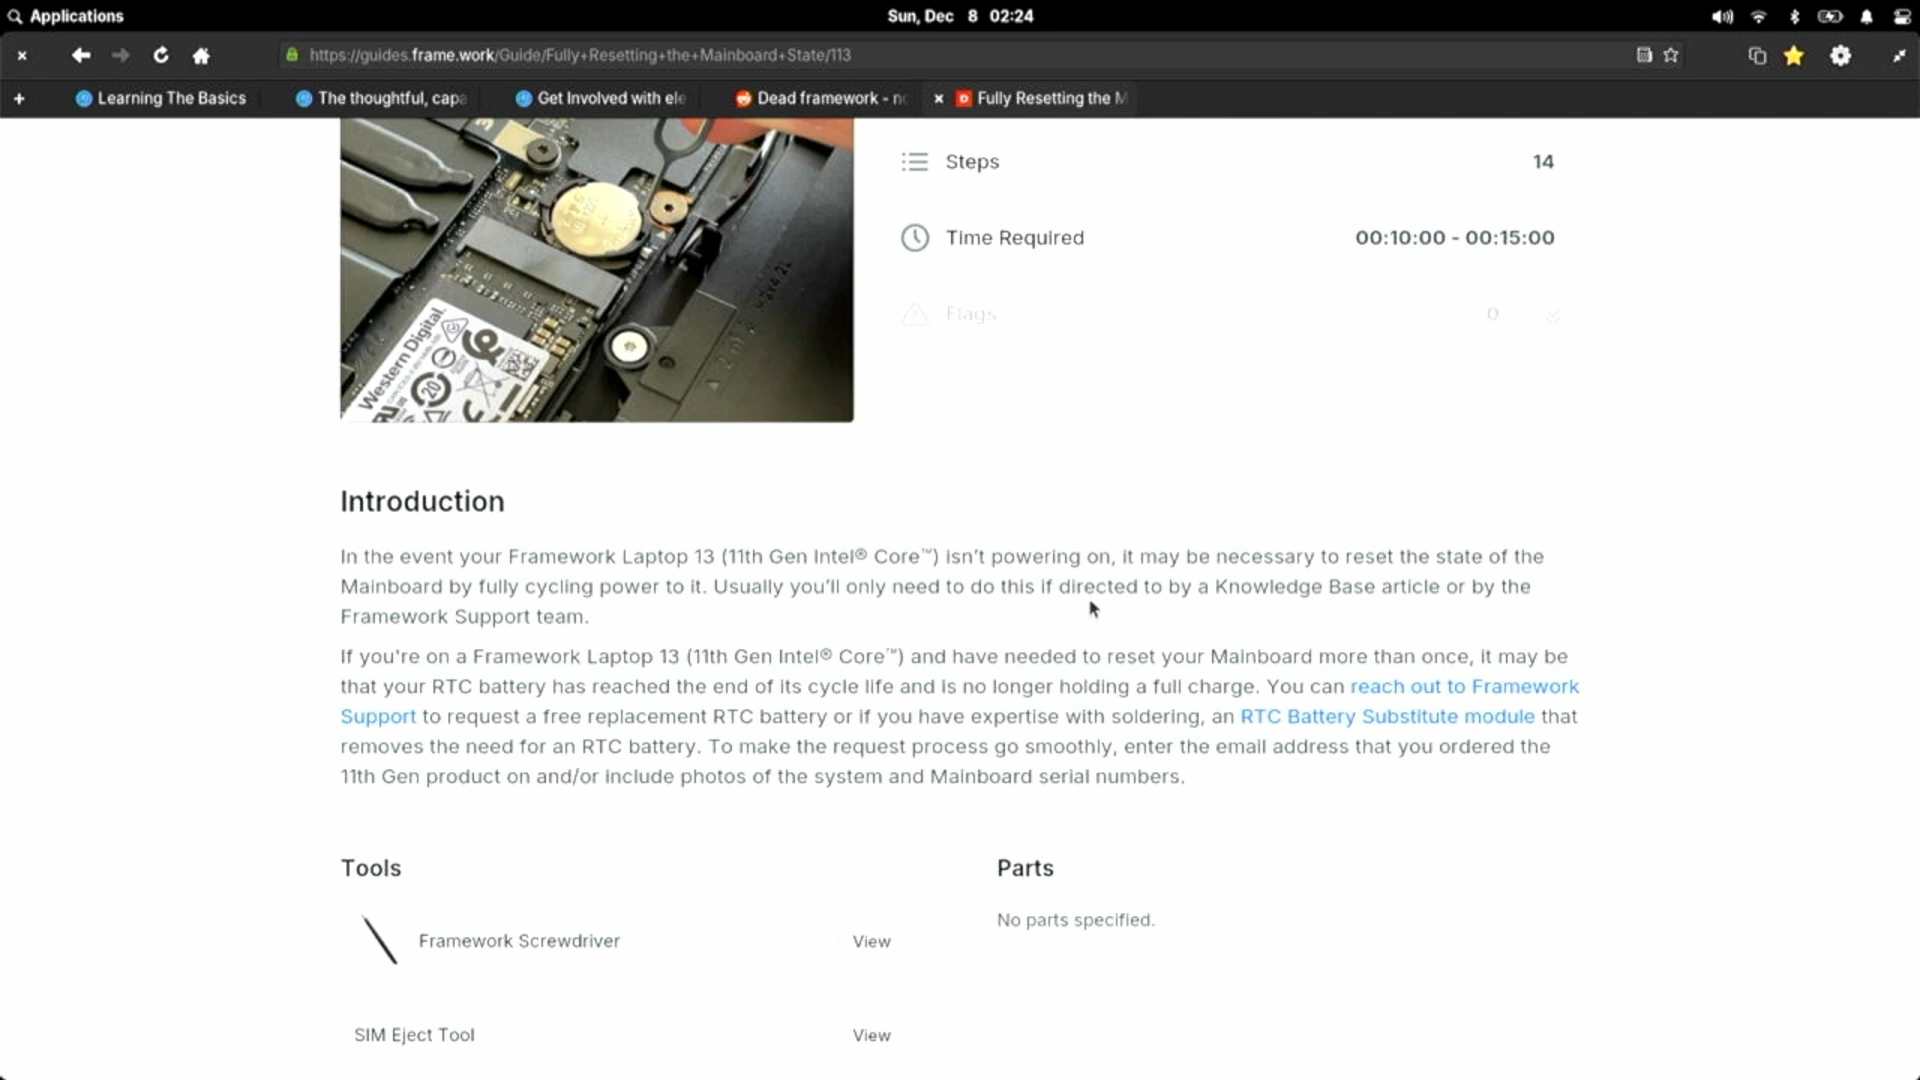 Applications
Sun, Dec 8 02:24
https://guides.frame.work/Guide/Fully+Resetting+the+Mainboard+State/113
Learning The Basics
The thoughtful, capa
Get Involved with ele
Dead framework - no
Fully Resetting the M
Steps 14
Time Required 00:10:00 - 00:15:00
Flags 0
Western Digital.
20
Introduction
In the event your Framework Laptop 13 (11th Gen Intel® Core™) isn’t powering on, it may be necessary to reset the state of the
Mainboard by fully cycling power to it. Usually you’ll only need to do this if directed to by a Knowledge Base article or by the
Framework Support team.
If you're on a Framework Laptop 13 (11th Gen Intel® Core™) and have needed to reset your Mainboard more than once, it may be
that your RTC battery has reached the end of its cycle life and is no longer holding a full charge. You can reach out to Framework
Support to request a free replacement RTC battery or if you have expertise with soldering, an RTC Battery Substitute module that
removes the need for an RTC battery. To make the request process go smoothly, enter the email address that you ordered the
11th Gen product on and/or include photos of the system and Mainboard serial numbers.
Tools
Parts
No parts specified.
Framework Screwdriver View
SIM Eject Tool View